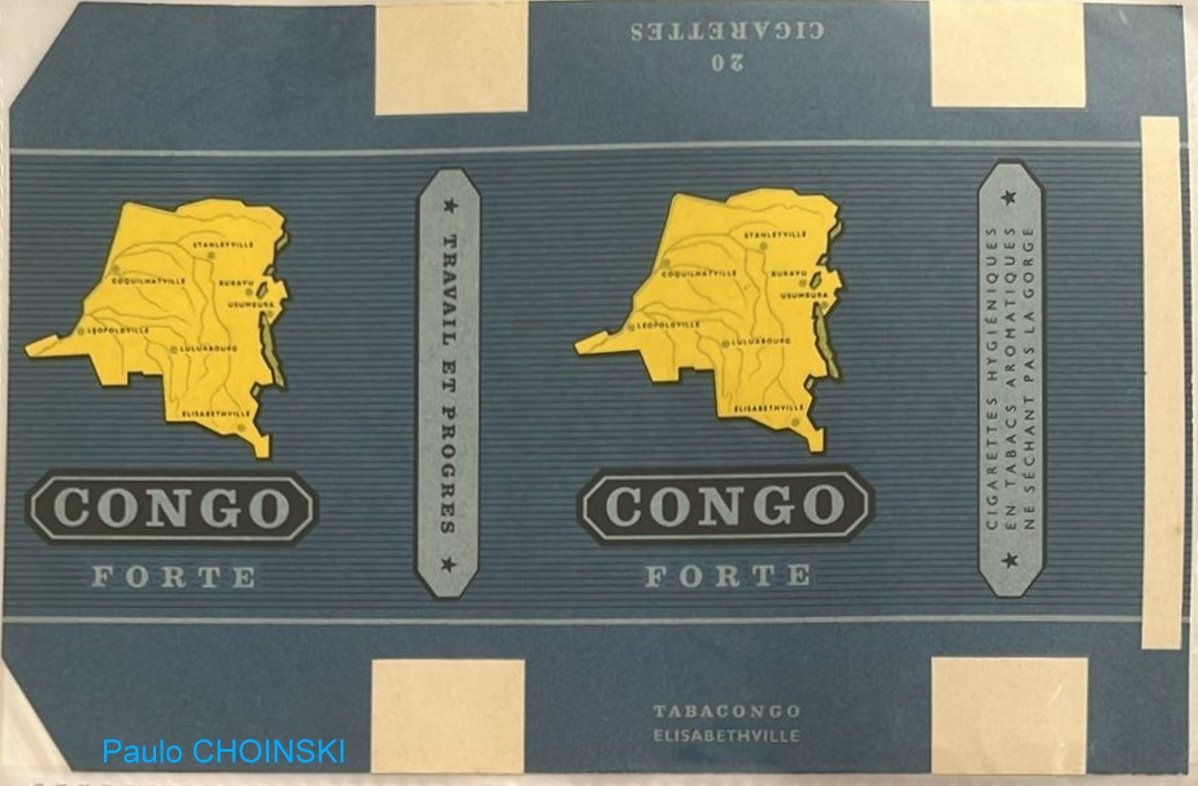 20
CIGARETTES
STANLEYVILLE
COQUILHATVILLE
BUKAVU
USUMBURA
LEOPOLDVILLE
LULUABOURG
ELISABETHVILLE
CONGO
FORTE
★ TRAVAIL ET PROGRES ★
STANLEYVILLE
COQUILHATVILLE
BUKAVU
USUMBURA
LEOPOLDVILLE
LULUABOURG
ELISABETHVILLE
CONGO
FORTE
CIGARETTES HYGIÉNIQUES
EN TABACS AROMATIQUES
NE SÉCHANT PAS LA GORGE
TABACONGO
ELISABETHVILLE
Paulo CHOINSKI